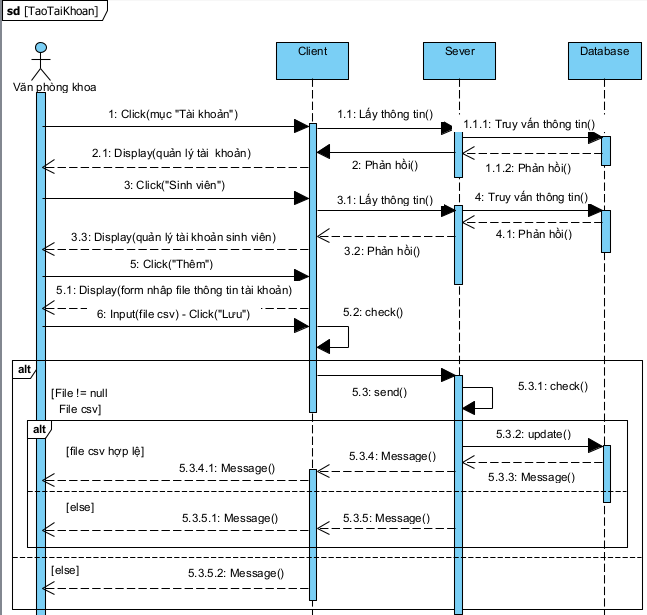 sd [TaoTaiKhoan]
Client
Sever
Database
Văn phòng khoa
1: Click(mục "Tài khoản")
1.1: Lấy thông tin()
1.1.1: Truy vấn thông tin()
2.1: Display(quản lý tài khoản)
2: Phản hồi()
1.1.2: Phản hồi()
3: Click("Sinh viên")
3.1: Lấy thông tin()
4: Truy vấn thông tin()
3.3: Display(quản lý tài khoản sinh viên)
3.2: Phản hồi()
4.1: Phản hồi()
5: Click("Thêm")
5.1: Display(form nhâp file thông tin tài khoản)
6: Input(file csv) - Click("Lưu")
5.2: check()
alt
[File != null
File csv]
5.3: send()
5.3.1: check()
alt
[file csv hợp lệ]
5.3.2: update()
5.3.4.1: Message()
5.3.4: Message()
5.3.3: Message()
[else]
5.3.5.1: Message()
5.3.5: Message()
[else]
5.3.5.2: Message()